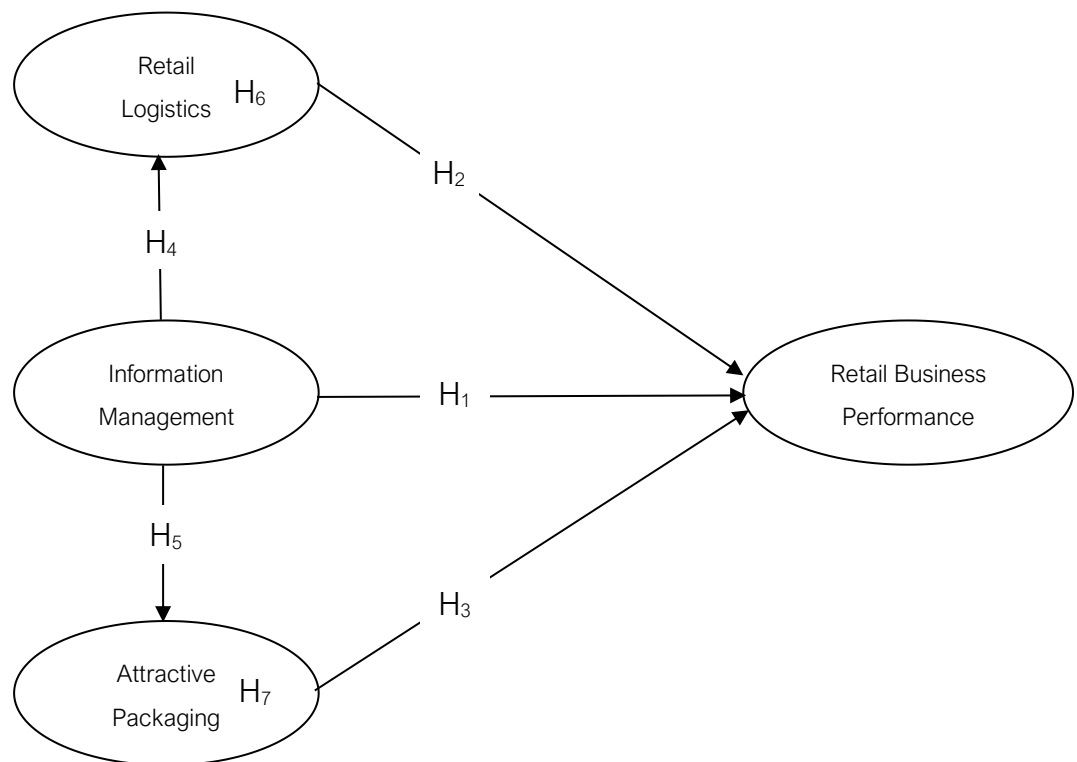 Retail
Logistics H₆
H₂
H₄
Information
Management
H₁
Retail Business
Performance
H₅
H₃
Attractive
Packaging H₇